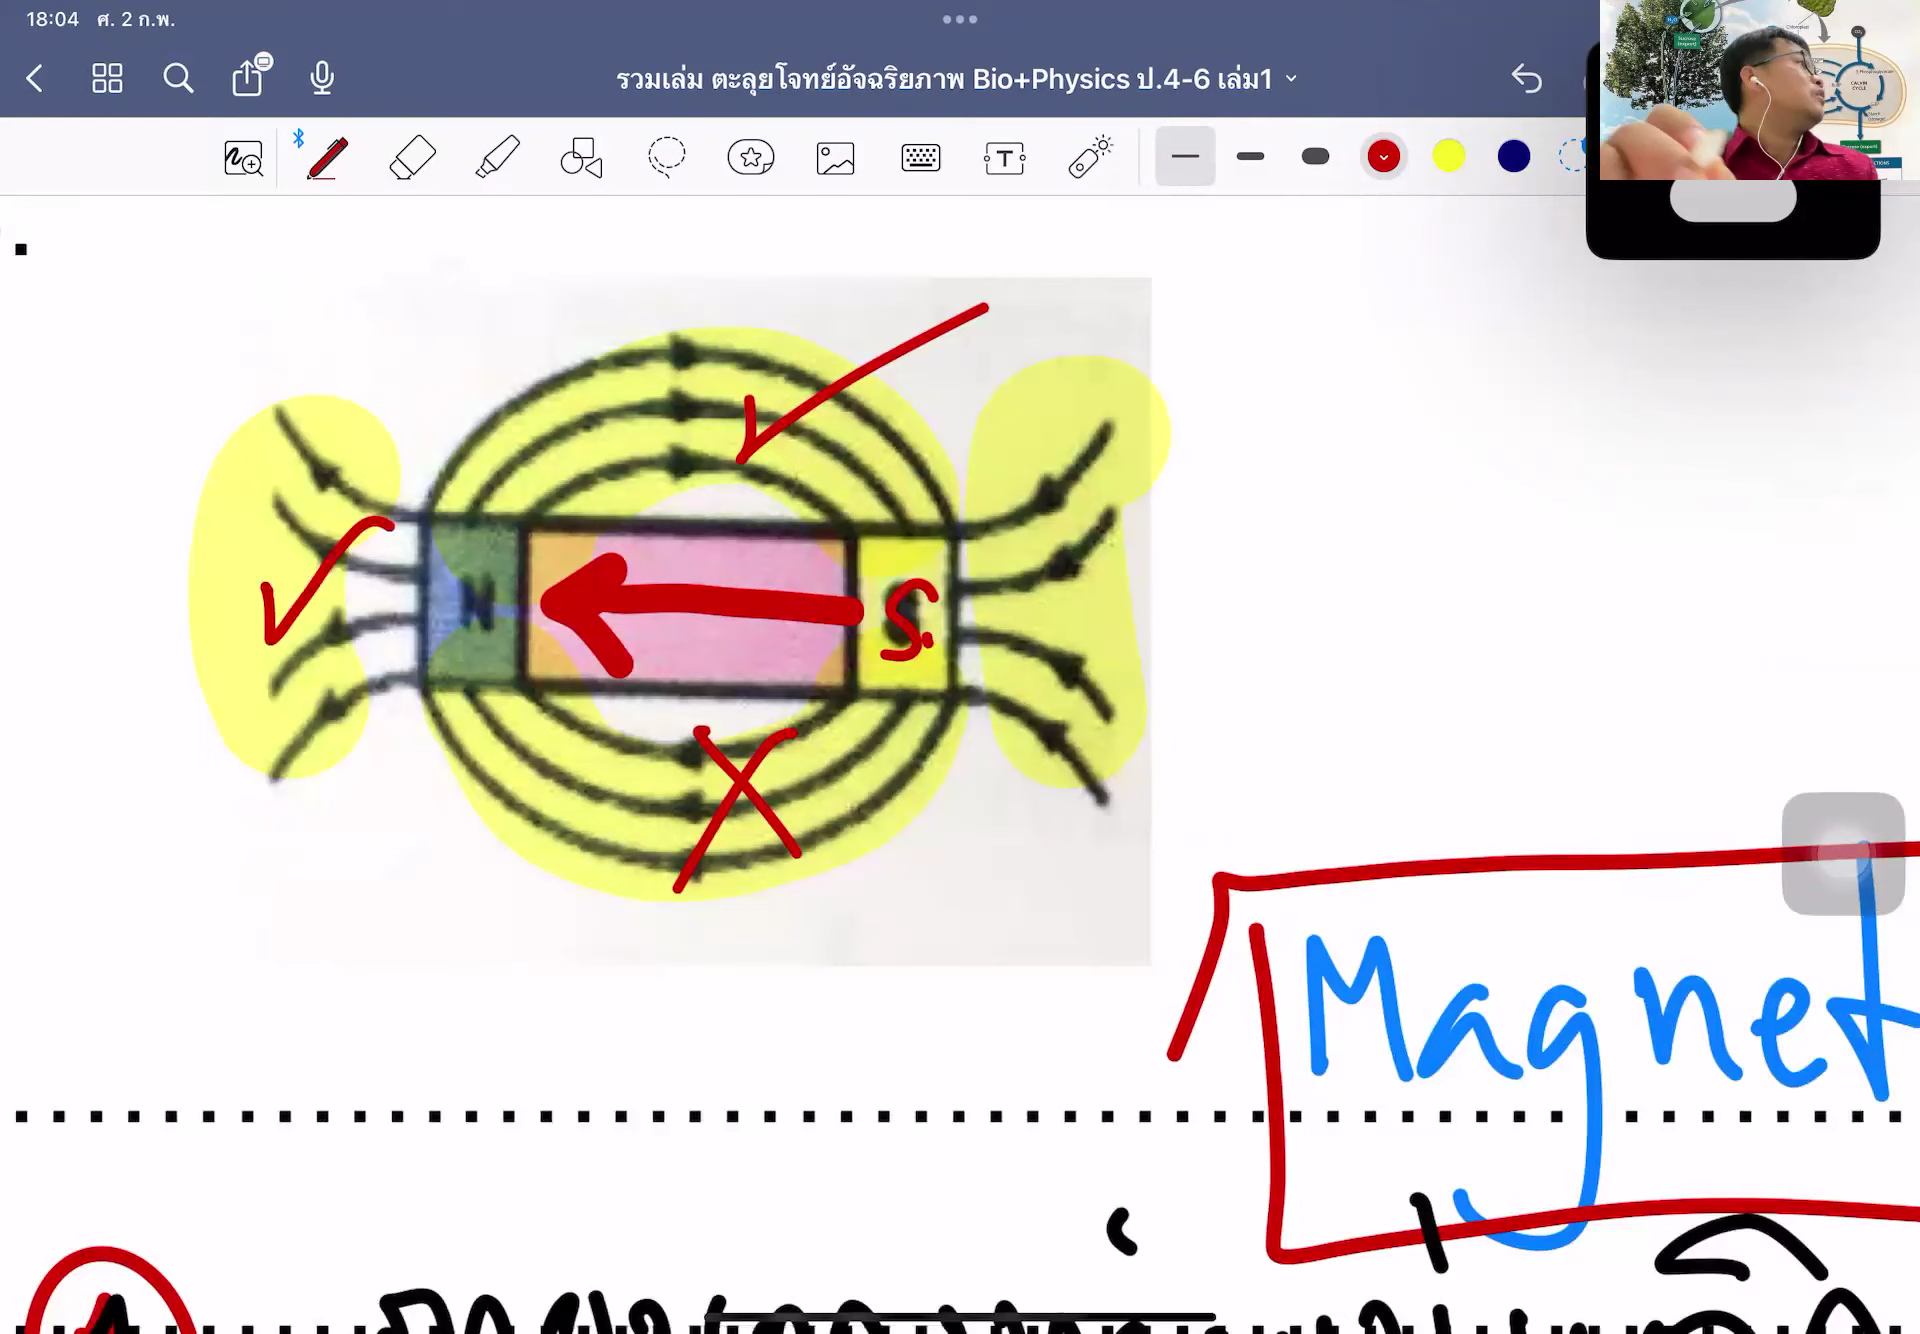 18:04 ศ. 2 ก.พ.
รวมเล่ม ตะลุยโจทย์อัจฉริยภาพ Bio+Physics ป.4-6 เล่ม1
T
CALVIN CYCLE
N
S
Magnet